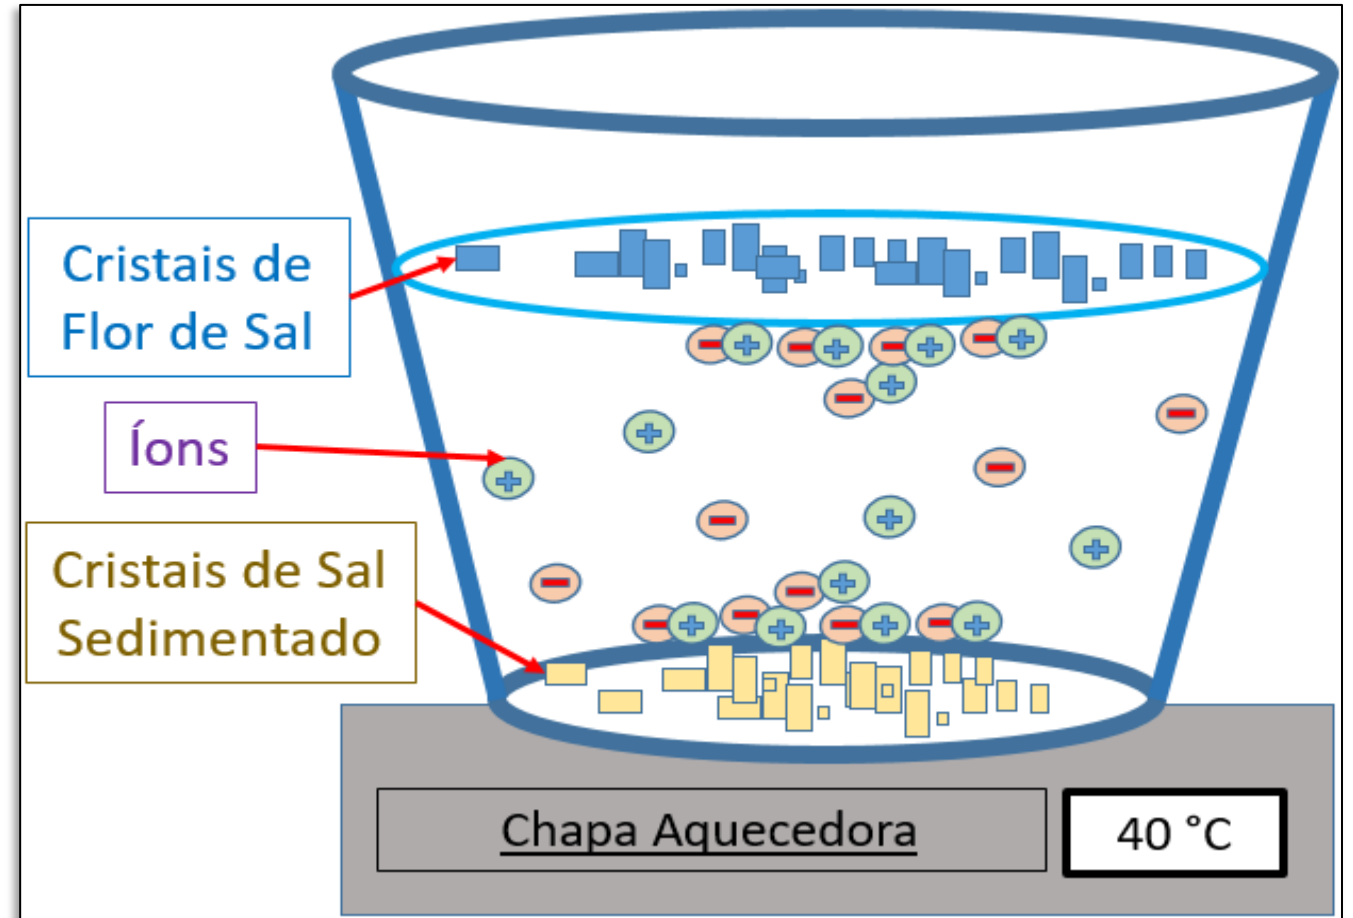 Cristais de
Flor de Sal
Íons
Cristais de Sal
Sedimentado
Chapa Aquecedora
40 °C